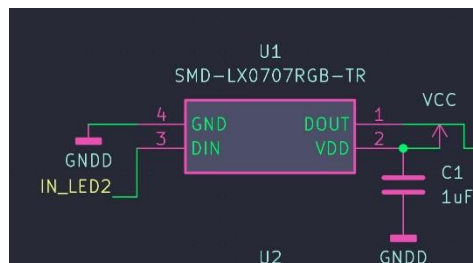 U1
SMD-LX0707RGB-TR
4 GND DOUT 1 VCC
3 DIN VDD 2
GNDD
IN_LED2
C1
1uF
U2
GNDD